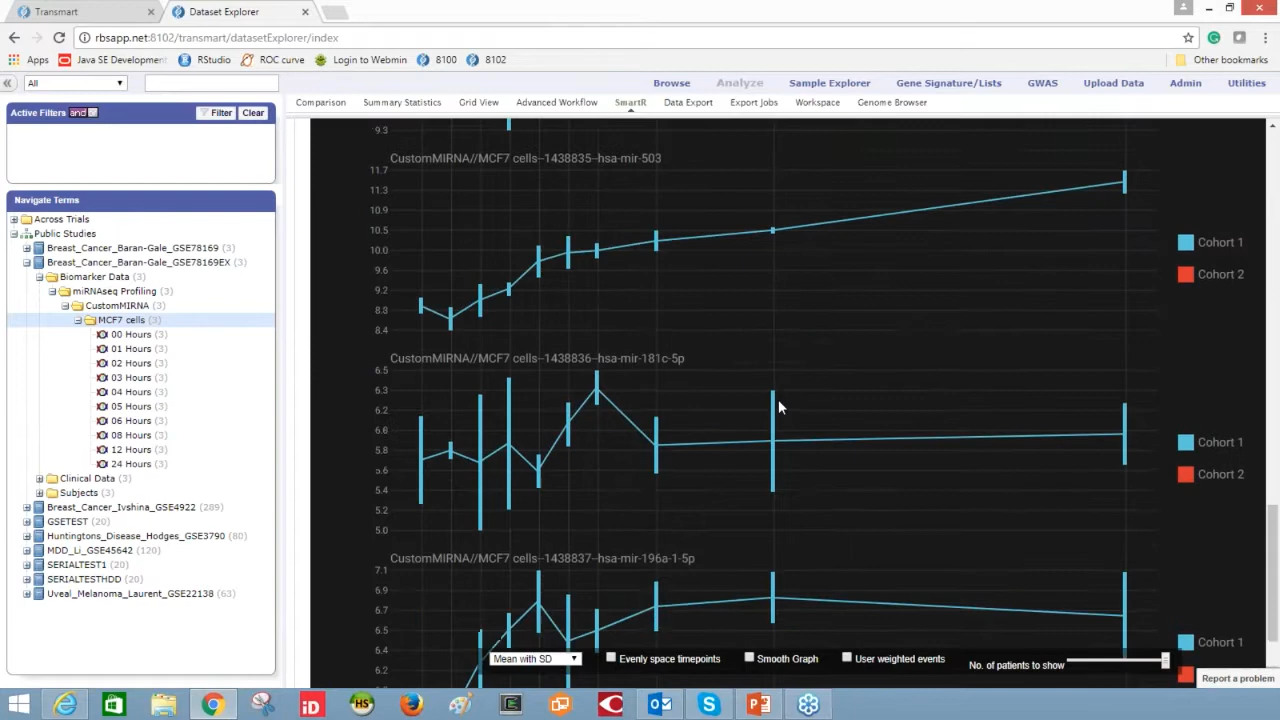 Transmart
Dataset Explorer
rbsapp.net:8102/transmart/datasetExplorer/index
Apps Java SE Development RStudio ROC curve Login to Webmin 8100 8102 Other bookmarks
All
Browse Analyze Sample Explorer Gene Signature/Lists GWAS Upload Data Admin Utilities
Comparison Summary Statistics Grid View Advanced Workflow SmartR Data Export Export Jobs Workspace Genome Browser
Active Filters and Filter Clear
Navigate Terms
Across Trials
Public Studies
Breast_Cancer_Baran-Gale_GSE78169 (3)
Breast_Cancer_Baran-Gale_GSE78169EX (3)
Biomarker Data (3)
miRNAseq Profiling (3)
CustomMIRNA (3)
MCF7 cells (3)
00 Hours (3)
01 Hours (3)
02 Hours (3)
03 Hours (3)
04 Hours (3)
05 Hours (3)
06 Hours (3)
08 Hours (3)
12 Hours (3)
24 Hours (3)
Clinical Data (3)
Subjects (3)
Breast_Cancer_Ivshina_GSE4922 (289)
GSETEST (20)
Huntingtons_Disease_Hodges_GSE3790 (80)
MDD_Li_GSE45642 (120)
SERIALTEST1 (20)
SERIALTESTHDD (20)
Uveal_Melanoma_Laurent_GSE22138 (63)
9.3
CustomMIRNA//MCF7 cells--1438835--hsa-mir-503
11.7
11.3
10.9
10.5
10.0
9.6
9.2
8.8
8.4
Cohort 1
Cohort 2
CustomMIRNA//MCF7 cells--1438836--hsa-mir-181c-5p
6.5
6.3
6.2
6.0
5.8
5.6
5.4
5.2
5.0
Cohort 1
Cohort 2
CustomMIRNA//MCF7 cells--1438837--hsa-mir-196a-1-5p
7.1
6.9
6.7
6.5
6.4
6.2
Cohort 1
Mean with SD Evenly space timepoints Smooth Graph User weighted events No. of patients to show
Report a problem
iD
HS